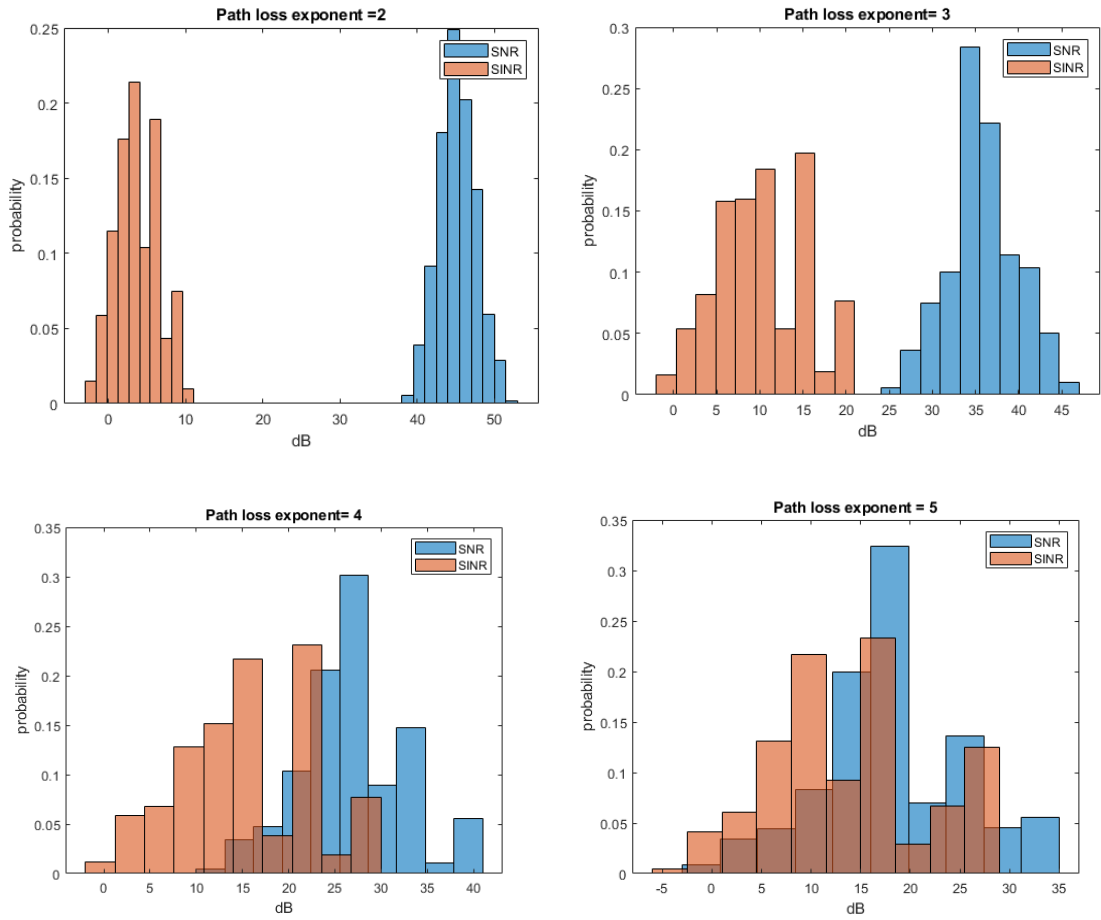 Path loss exponent =2
0.25
0.2
0.15
0.1
0.05
0
probability
SNR
SINR
0 10 20 30 40 50
dB
Path loss exponent= 3
0.3
0.25
0.2
0.15
0.1
0.05
0
probability
SNR
SINR
0 5 10 15 20 25 30 35 40 45
dB
Path loss exponent= 4
0.35
0.3
0.25
0.2
0.15
0.1
0.05
0
probability
SNR
SINR
0 5 10 15 20 25 30 35 40
dB
Path loss exponent = 5
0.35
0.3
0.25
0.2
0.15
0.1
0.05
0
probability
SNR
SINR
-5 0 5 10 15 20 25 30 35
dB